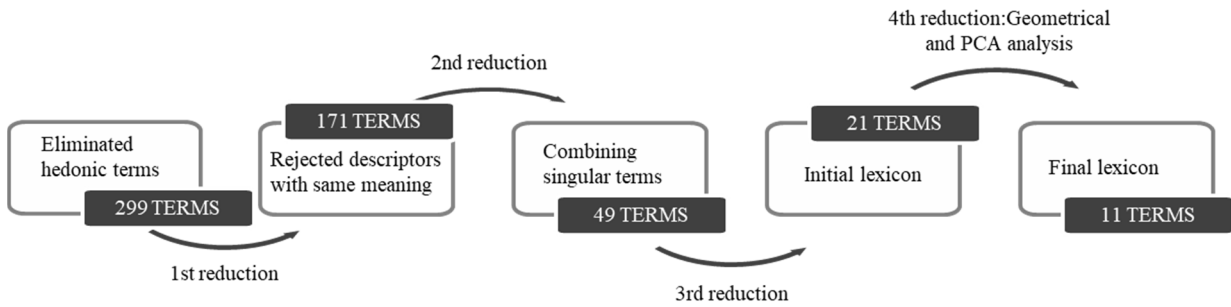 Eliminated
hedonic terms
299 TERMS
1st reduction
171 TERMS
Rejected descriptors
with same meaning
2nd reduction
Combining
singular terms
49 TERMS
3rd reduction
21 TERMS
Initial lexicon
4th reduction:Geometrical
and PCA analysis
Final lexicon
11 TERMS